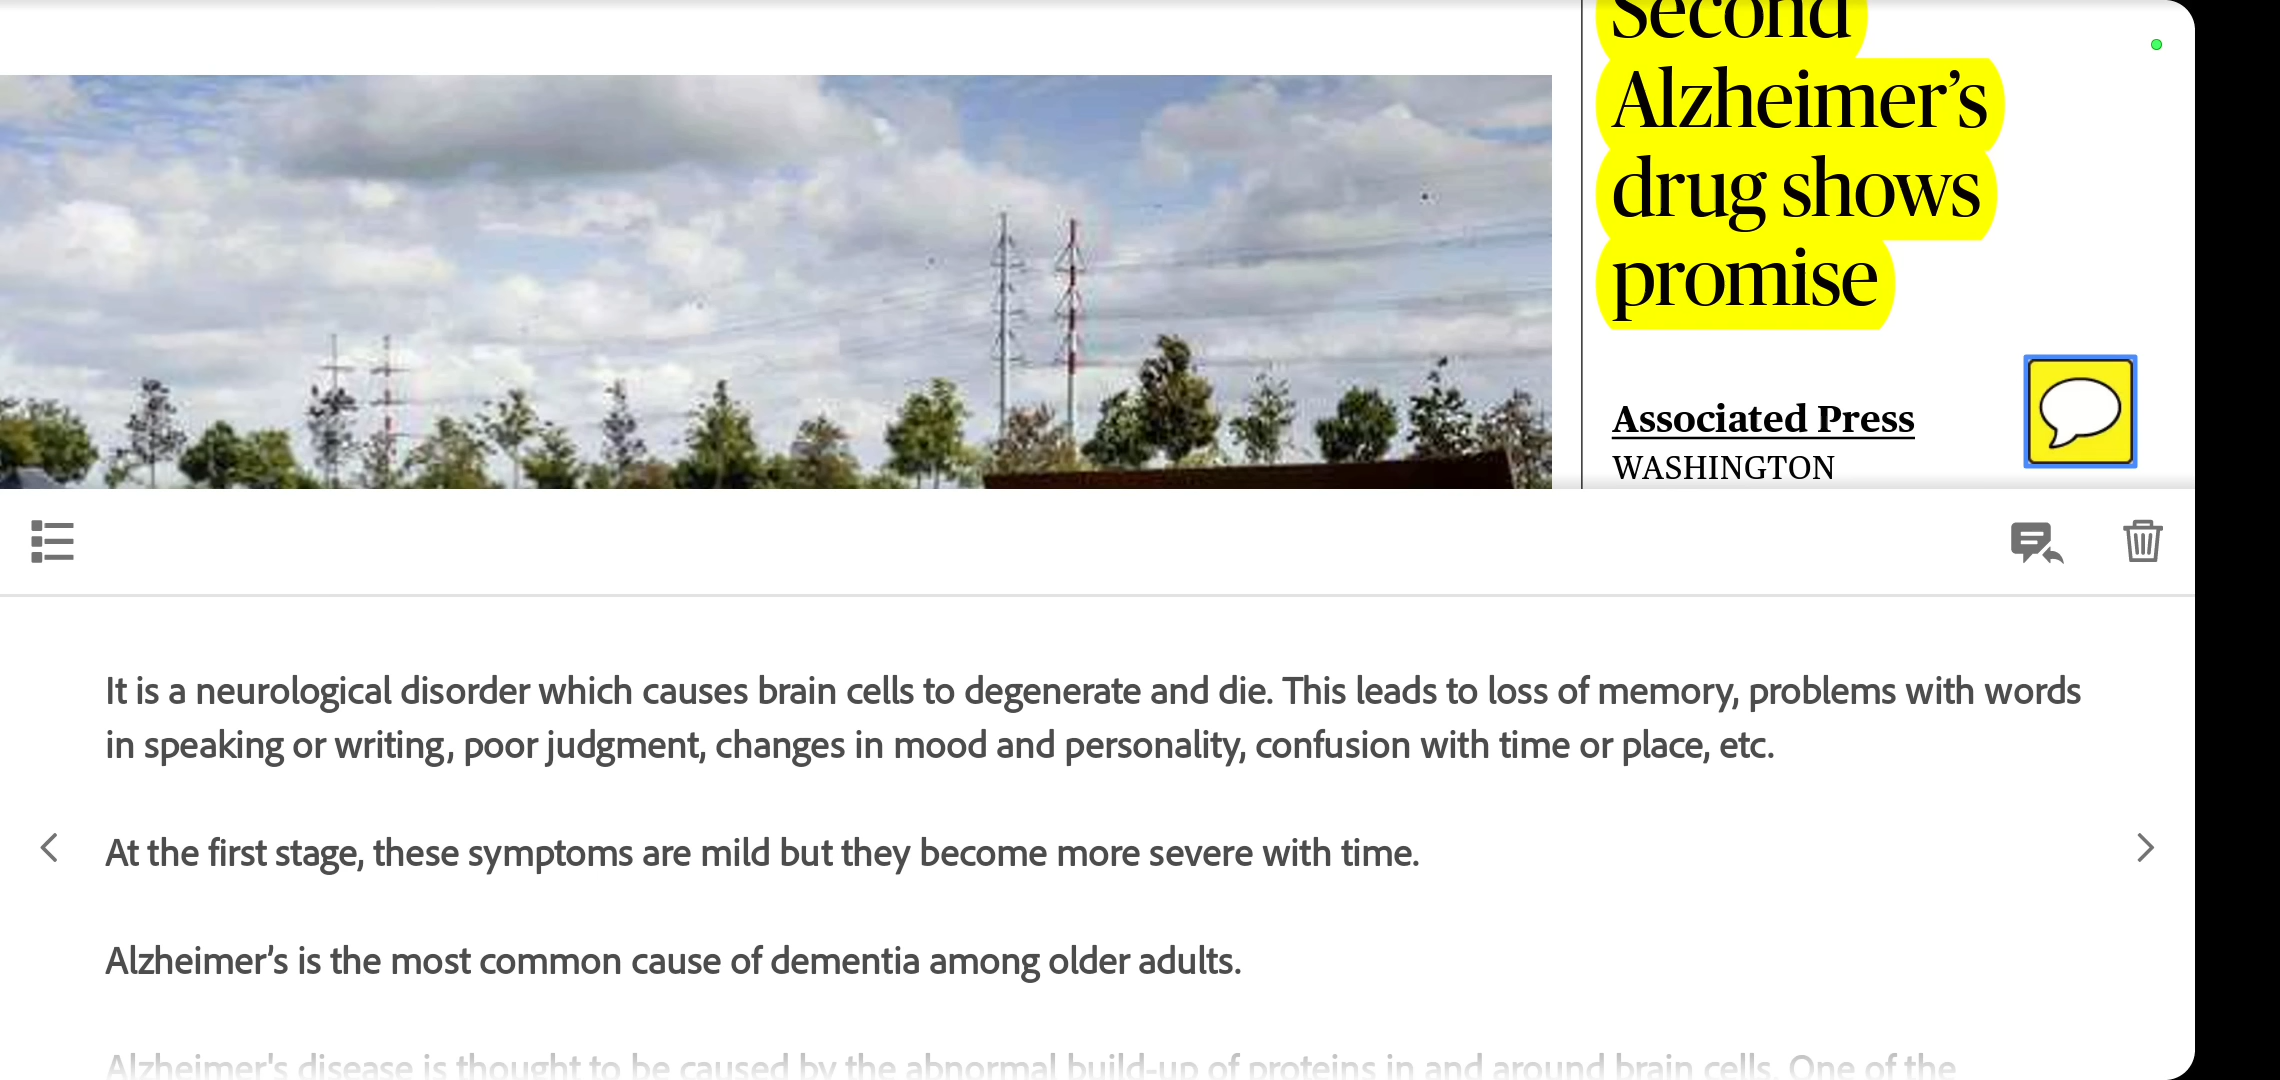 Second
Alzheimer’s
drug shows
promise
Associated Press
WASHINGTON
It is a neurological disorder which causes brain cells to degenerate and die. This leads to loss of memory, problems with words
in speaking or writing, poor judgment, changes in mood and personality, confusion with time or place, etc.
At the first stage, these symptoms are mild but they become more severe with time.
Alzheimer’s is the most common cause of dementia among older adults.
Alzheimer's disease is thought to be caused by the abnormal build-up of proteins in and around brain cells. One of the